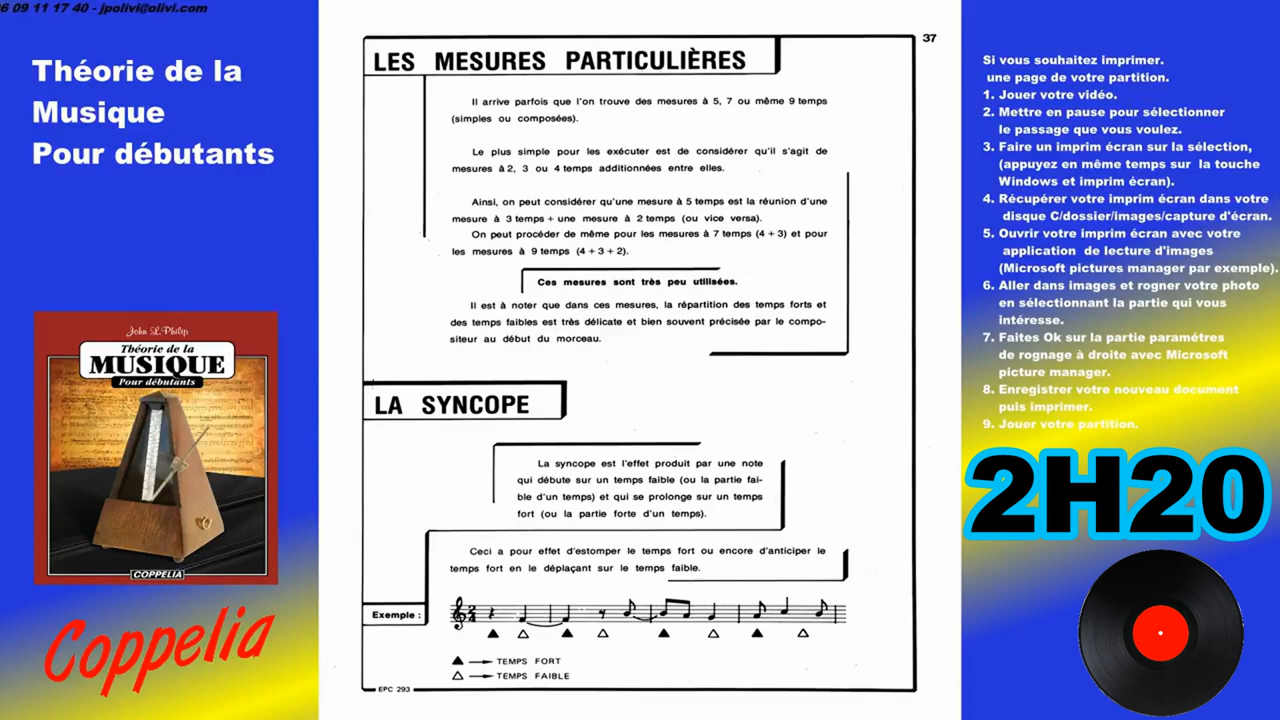 6 09 11 17 40 - jpolivi@olivi.com
Théorie de la
Musique
Pour débutants
John L. Philip
Théorie de la
MUSIQUE
Pour débutants
COPPELIA
Coppelia
37
LES MESURES PARTICULIÈRES
Il arrive parfois que l'on trouve des mesures à 5, 7 ou même 9 temps
(simples ou composées).
Le plus simple pour les exécuter est de considérer qu'il s'agit de
mesures à 2, 3 ou 4 temps additionnées entre elles.
Ainsi, on peut considérer qu'une mesure à 5 temps est la réunion d'une
mesure à 3 temps + une mesure à 2 temps (ou vice versa).
On peut procéder de même pour les mesures à 7 temps (4 + 3) et pour
les mesures à 9 temps (4 + 3 + 2).
Ces mesures sont très peu utilisées.
Il est à noter que dans ces mesures, la répartition des temps forts et
des temps faibles est très délicate et bien souvent précisée par le compo-
siteur au début du morceau.
LA SYNCOPE
La syncope est l'effet produit par une note
qui débute sur un temps faible (ou la partie fai-
ble d'un temps) et qui se prolonge sur un temps
fort (ou la partie forte d'un temps).
Ceci a pour effet d'estomper le temps fort ou encore d'anticiper le
temps fort en le déplaçant sur le temps faible.
Exemple :
2
4
TEMPS FORT
TEMPS FAIBLE
EPC 293
Si vous souhaitez imprimer.
une page de votre partition.
1. Jouer votre vidéo.
2. Mettre en pause pour sélectionner
le passage que vous voulez.
3. Faire un imprim écran sur la sélection,
(appuyez en même temps sur la touche
Windows et imprim écran).
4. Récupérer votre imprim écran dans votre
disque C/dossier/images/capture d'écran.
5. Ouvrir votre imprim écran avec votre
application de lecture d'images
(Microsoft pictures manager par exemple).
6. Aller dans images et rogner votre photo
en sélectionnant la partie qui vous
intéresse.
7. Faites Ok sur la partie paramétres
de rognage à droite avec Microsoft
picture manager.
8. Enregistrer votre nouveau document
puis imprimer.
9. Jouer votre partition.
2H20